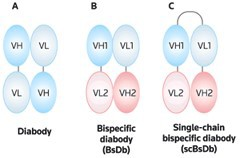 A B C
VH VL VH1 VL1 VH1 VL1
VL VH VL2 VH2 VL2 VH2
Diabody
Bispecific
diabody
(BsDb)
Single-chain
bispecific diabody
(scBsDb)